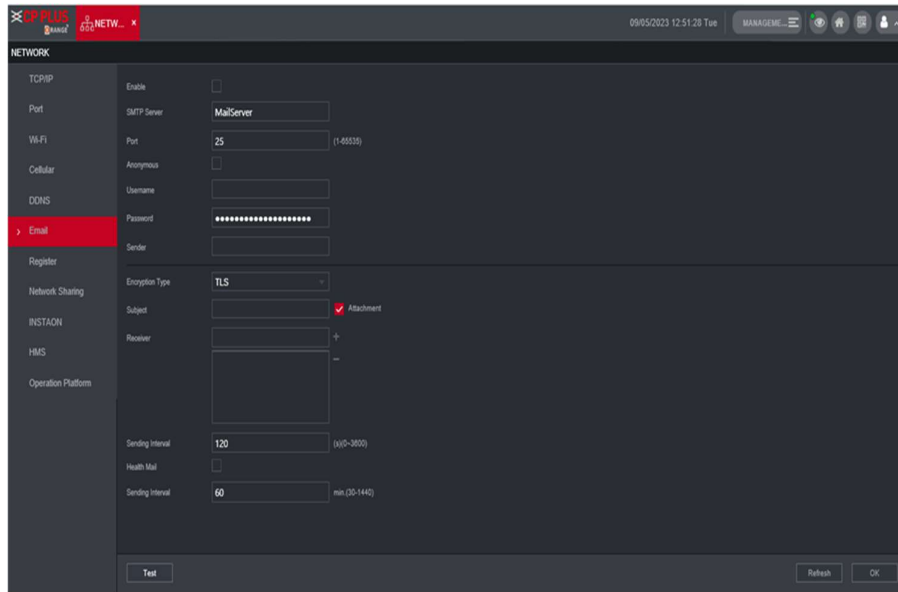 CP PLUS
ORANGE
NETW... ×
09/05/2023 12:51:28 Tue
MANAGEME...
NETWORK
TCP/IP
Port
Wi-Fi
Cellular
DDNS
Email
Register
Network Sharing
INSTAON
HMS
Operation Platform
Enable
SMTP Server MailServer
Port 25 (1-65535)
Anonymous
Username
Password ••••••••••••••••••••
Sender
Encryption Type TLS
Subject Attachment
Receiver +
−
Sending Interval 120 (s)(0~3600)
Health Mail
Sending Interval 60 min.(30-1440)
Test Refresh OK